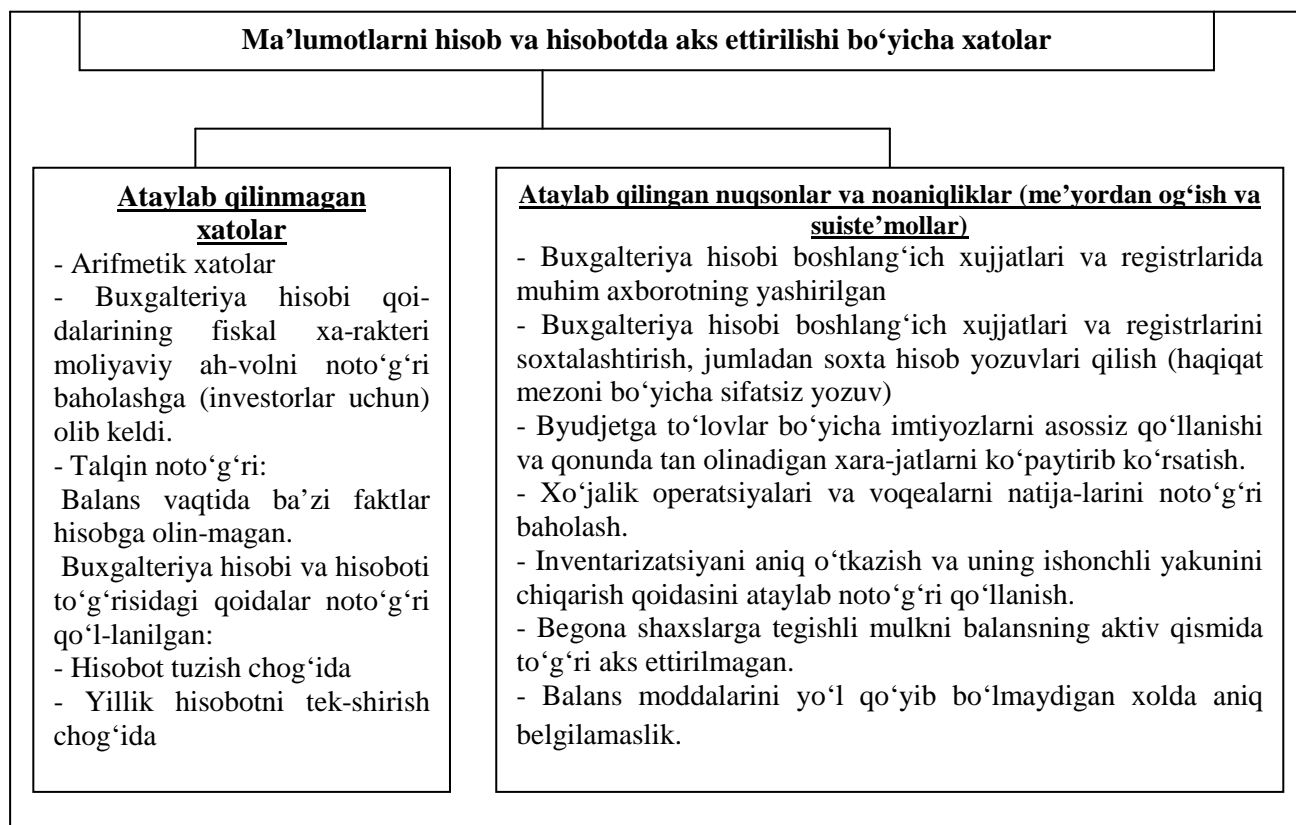 Ma’lumotlarni hisob va hisobotda aks ettirilishi bo‘yicha xatolar
Ataylab qilinmagan
xatolar
- Arifmetik xatolar
- Buxgalteriya hisobi qoi-
dalarining fiskal xa-rakteri
moliyaviy ah-volni noto‘g‘ri
baholashga (investorlar uchun)
olib keldi.
- Talqin noto‘g‘ri:
Balans vaqtida ba’zi faktlar
hisobga olin-magan.
Buxgalteriya hisobi va hisoboti
to‘g‘risidagi qoidalar noto‘g‘ri
qo‘l-lanilgan:
- Hisobot tuzish chog‘ida
- Yillik hisobotni tek-shirish
chog‘ida
Ataylab qilingan nuqsonlar va noaniqliklar (me’yordan og‘ish va
suiste’mollar)
- Buxgalteriya hisobi boshlang‘ich xujjatlari va registrlarida
muhim axborotning yashirilgan
- Buxgalteriya hisobi boshlang‘ich xujjatlari va registrlarini
soxtalashtirish, jumladan soxta hisob yozuvlari qilish (haqiqat
mezoni bo‘yicha sifatsiz yozuv)
- Byudjetga to‘lovlar bo‘yicha imtiyozlarni asossiz qo‘llanishi
va qonunda tan olinadigan xara-jatlarni ko‘paytirib ko‘rsatish.
- Xo‘jalik operatsiyalari va voqealarni natija-larini noto‘g‘ri
baholash.
- Inventarizatsiyani aniq o‘tkazish va uning ishonchli yakunini
chiqarish qoidasini ataylab noto‘g‘ri qo‘llanish.
- Begona shaxslarga tegishli mulkni balansning aktiv qismida
to‘g‘ri aks ettirilmagan.
- Balans moddalarini yo‘l qo‘yib bo‘lmaydigan xolda aniq
belgilamaslik.